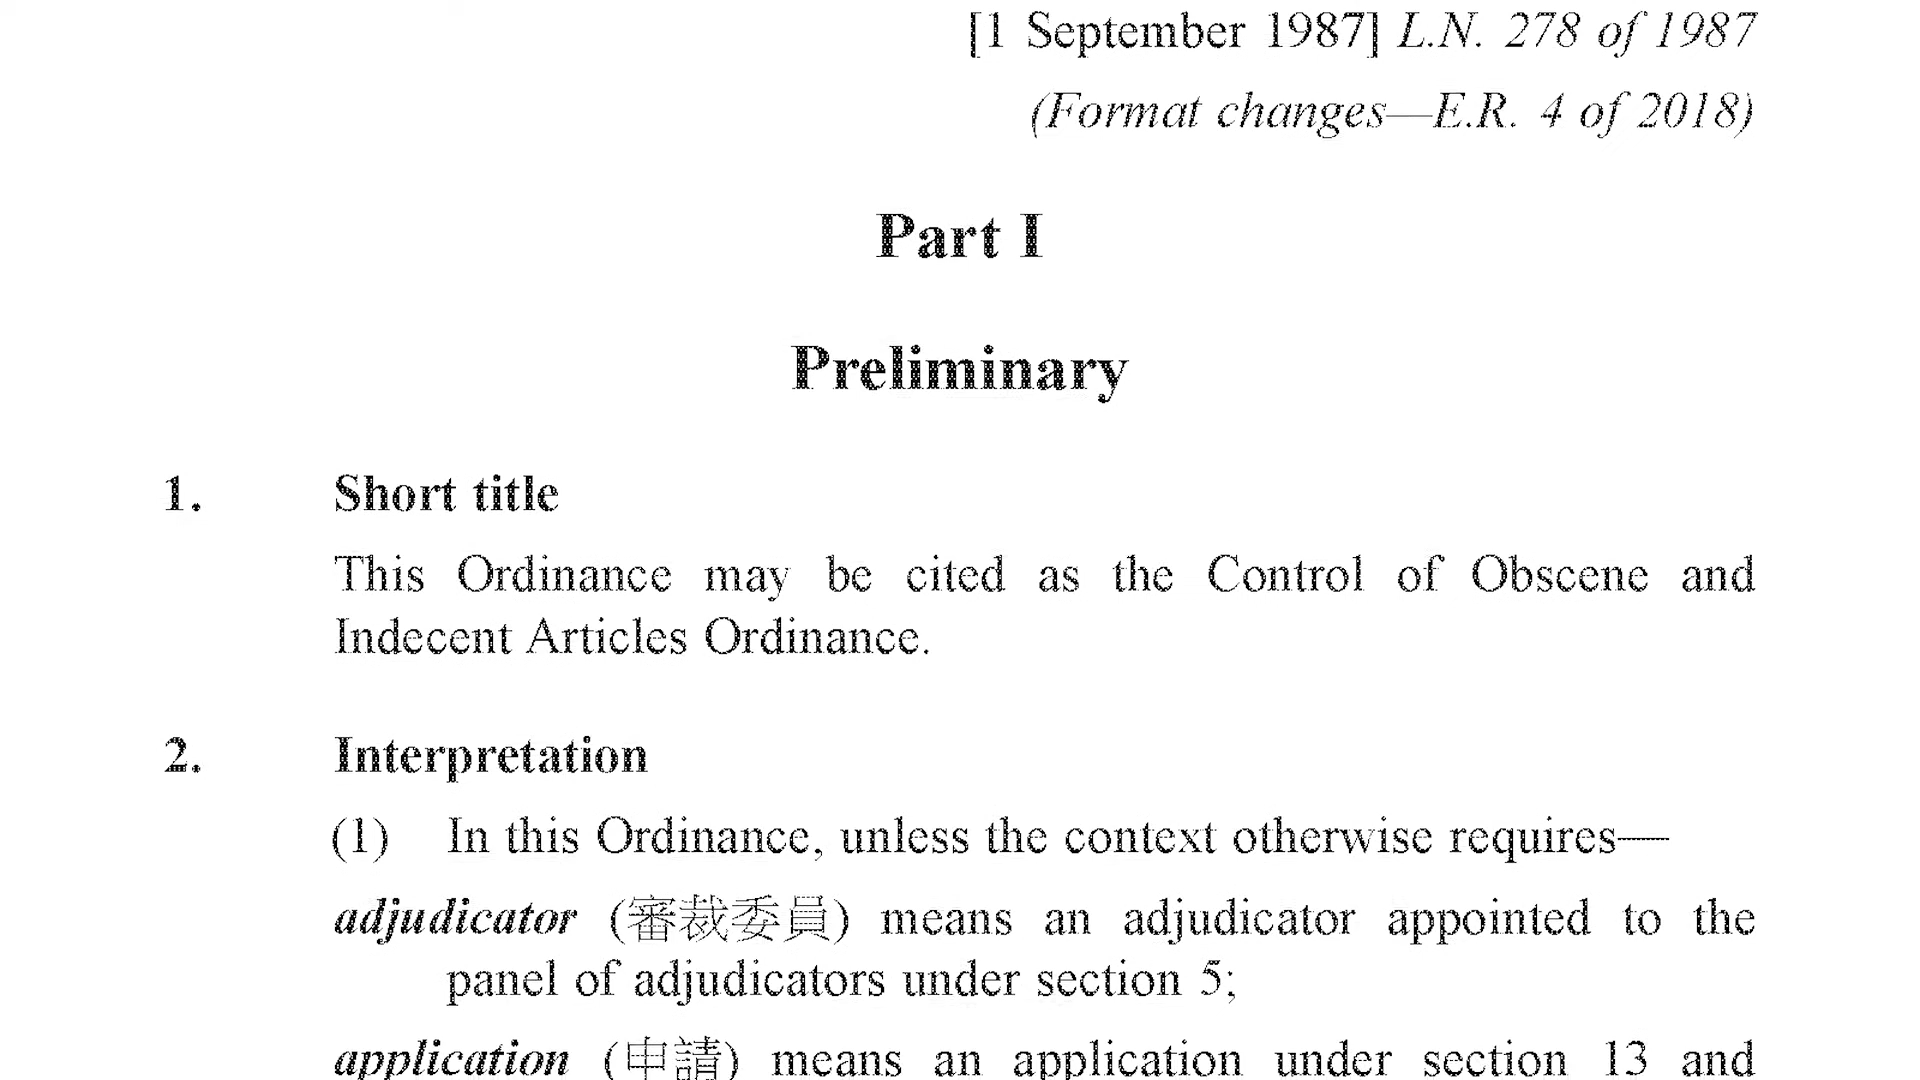 [1 September 1987] L.N. 278 of 1987
(Format changes—E.R. 4 of 2018)
Part I
Preliminary
1. Short title
This Ordinance may be cited as the Control of Obscene and
Indecent Articles Ordinance.
2. Interpretation
(1) In this Ordinance, unless the context otherwise requires—
adjudicator (審裁委員) means an adjudicator appointed to the
panel of adjudicators under section 5;
application (申請) means an application under section 13 and